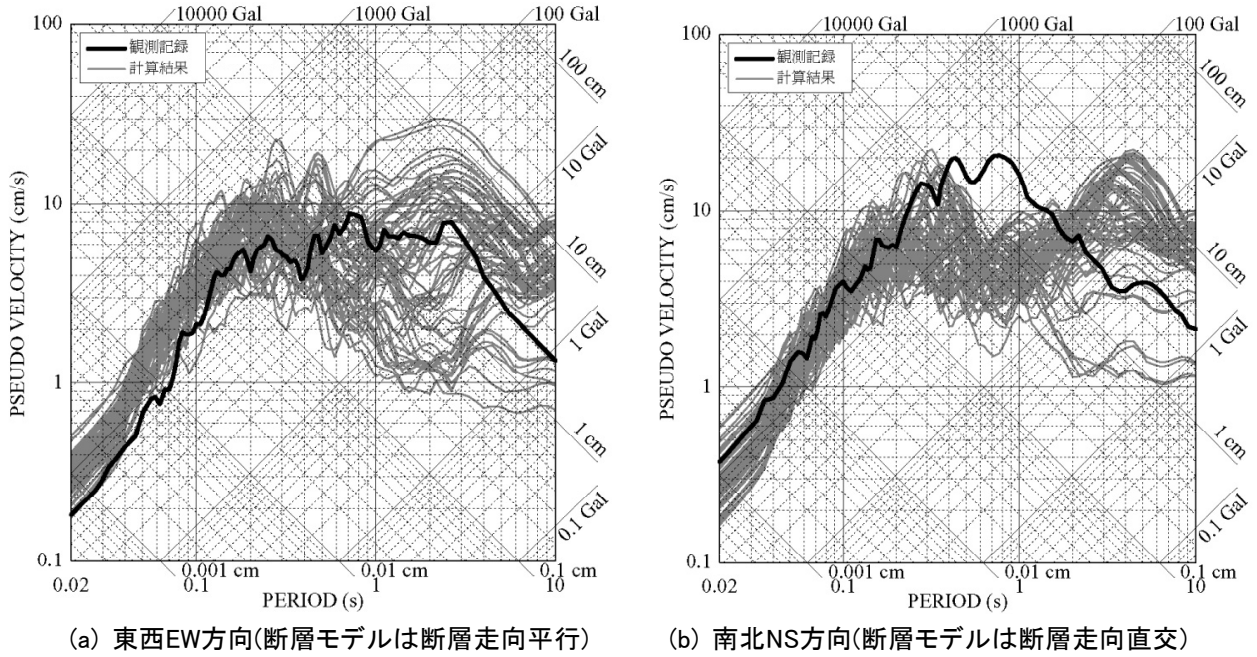 10000 Gal 1000 Gal 100 Gal
100
観測記録
計算結果
100 cm
10 Gal
10
10 cm
1 Gal
1
1 cm
0.1 Gal
0.1
0.001 cm 0.01 cm 0.1 cm
0.02 0.1 1 10
PSEUDO VELOCITY (cm/s)
PERIOD (s)
(a) 東西EW方向(断層モデルは断層走向平行)
10000 Gal 1000 Gal 100 Gal
100
観測記録
計算結果
100 cm
10 Gal
10
10 cm
1 Gal
1
1 cm
0.1 Gal
0.1
0.001 cm 0.01 cm 0.1 cm
0.02 0.1 1 10
PSEUDO VELOCITY (cm/s)
PERIOD (s)
(b) 南北NS方向(断層モデルは断層走向直交)